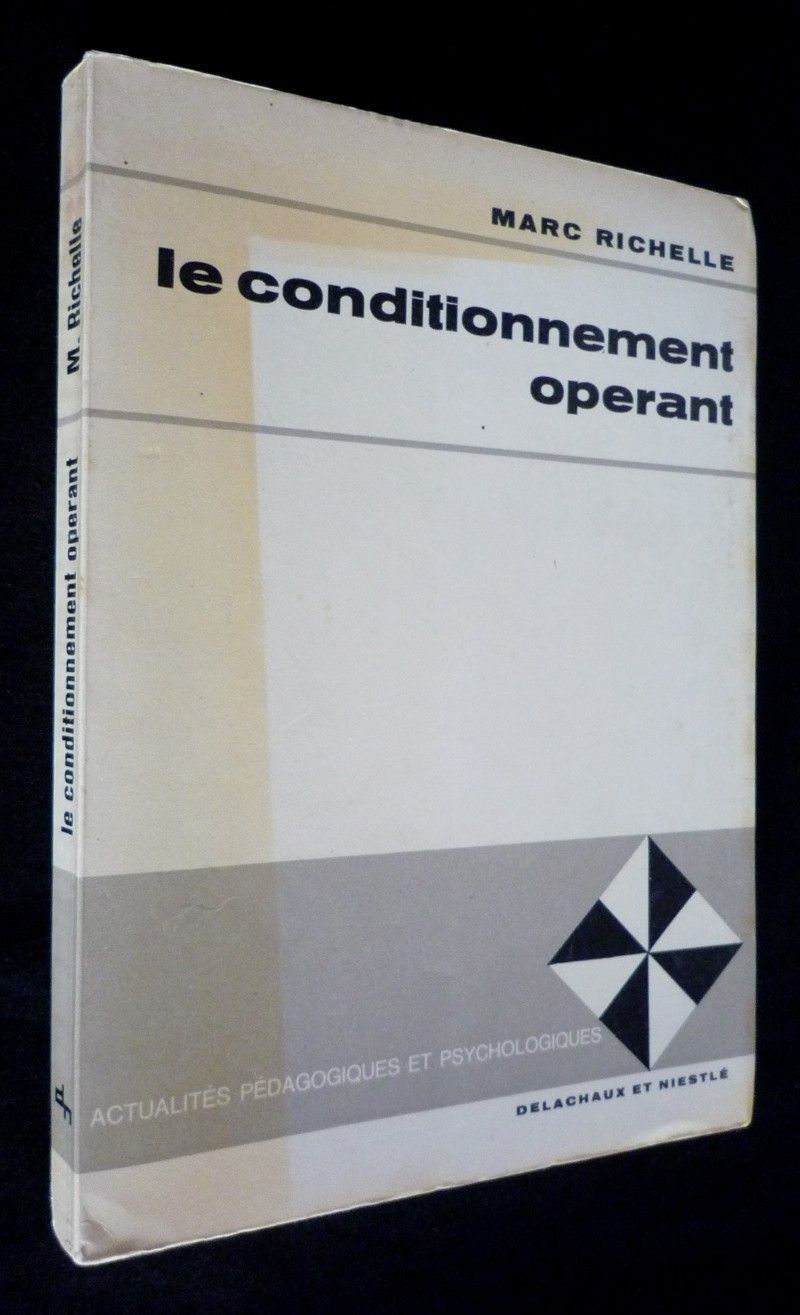 MARC RICHELLE
le conditionnement
operant
ACTUALITÉS PÉDAGOGIQUES ET PSYCHOLOGIQUES
DELACHAUX ET NIESTLÉ
M. Richelle
le conditionnement operant